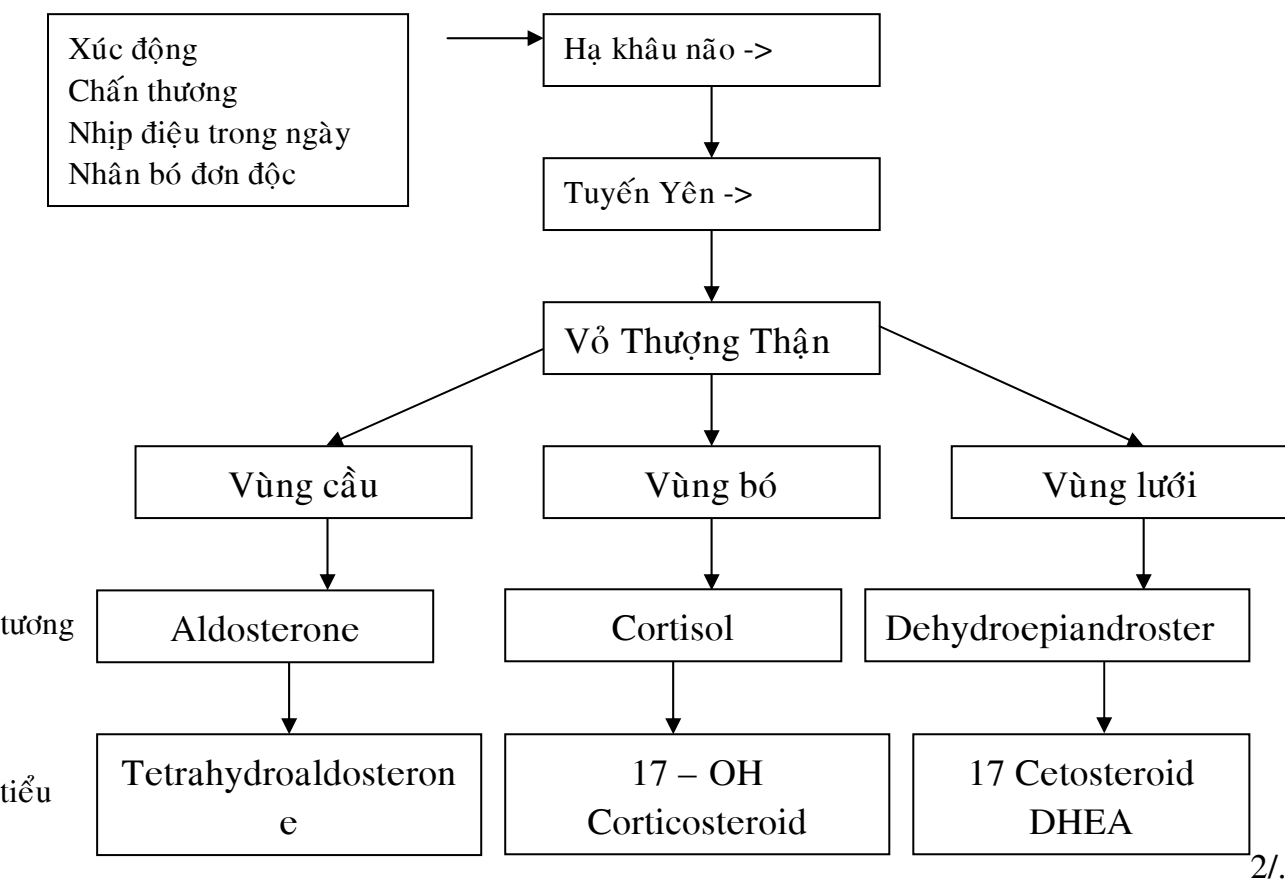 Xúc động
Chấn thương
Nhịp điệu trong ngày
Nhân bó đơn độc
Hạ khâu não ->
Tuyến Yên ->
Vỏ Thượng Thận
Vùng cầu
Vùng bó
Vùng lưới
tương
Aldosterone
Cortisol
Dehydroepiandroster
tiểu
Tetrahydroaldosteron
e
17 – OH
Corticosteroid
17 Cetosteroid
DHEA
2/.